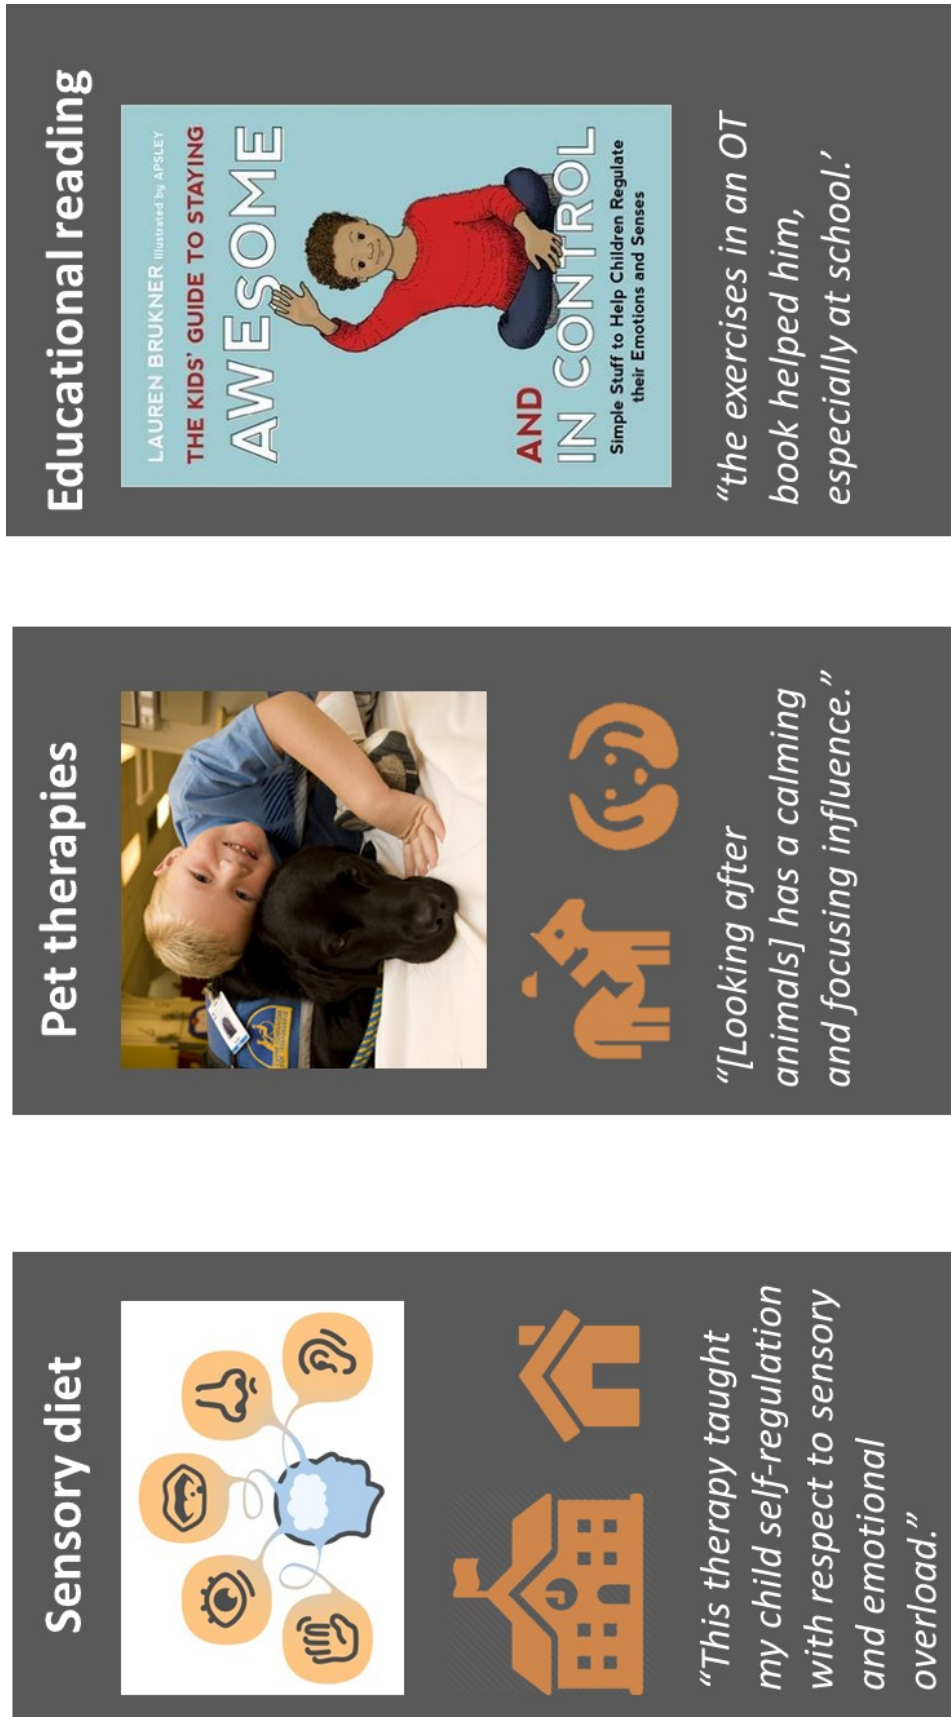 Sensory diet
"This therapy taught
my child self-regulation
with respect to sensory
and emotional
overload."
Pet therapies
"[Looking after
animals] has a calming
and focusing influence."
Educational reading
LAUREN BRUKNER Illustrated by APSLEY
THE KIDS' GUIDE TO STAYING
AWESOME
AND
IN CONTROL
Simple Stuff to Help Children Regulate
their Emotions and Senses
"the exercises in an OT
book helped him,
especially at school.'